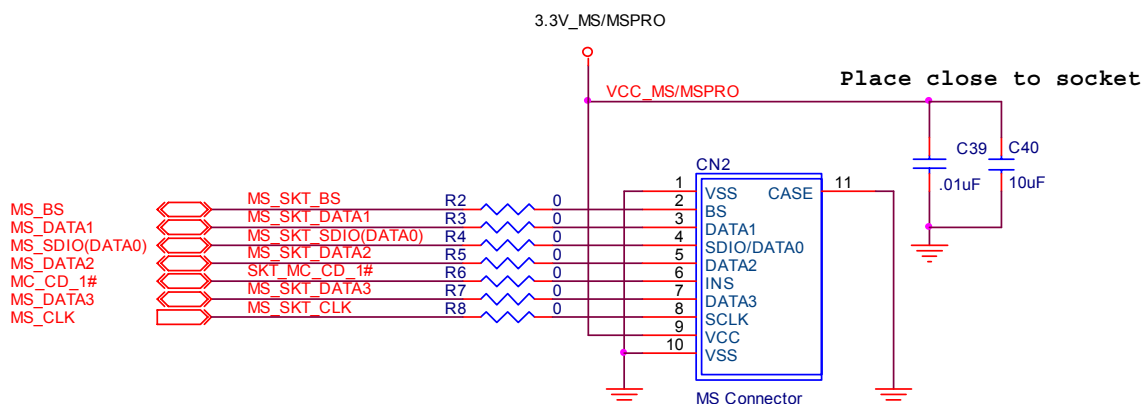 3.3V_MS/MSPRO
Place close to socket
VCC_MS/MSPRO
C39 C40
.01uF 10uF
CN2
1 VSS CASE 11
MS_BS MS_SKT_BS R2 0 2 BS
MS_DATA1 MS_SKT_DATA1 R3 0 3 DATA1
MS_SDIO(DATA0) MS_SKT_SDIO(DATA0) R4 0 4 SDIO/DATA0
MS_DATA2 MS_SKT_DATA2 R5 0 5 DATA2
MC_CD_1# SKT_MC_CD_1# R6 0 6 INS
MS_DATA3 MS_SKT_DATA3 R7 0 7 DATA3
MS_CLK MS_SKT_CLK R8 0 8 SCLK
9 VCC
10 VSS
MS Connector